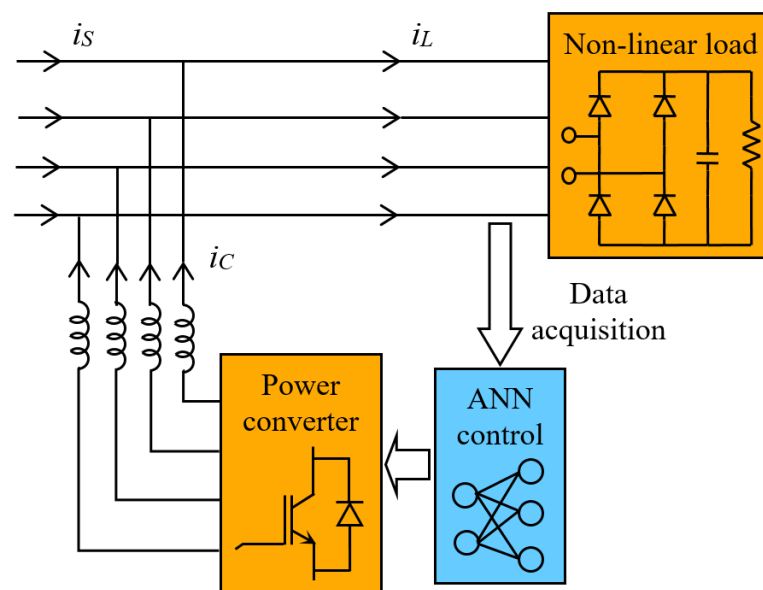 iS
iL
Non-linear load
iC
Data
acquisition
Power
converter
ANN
control